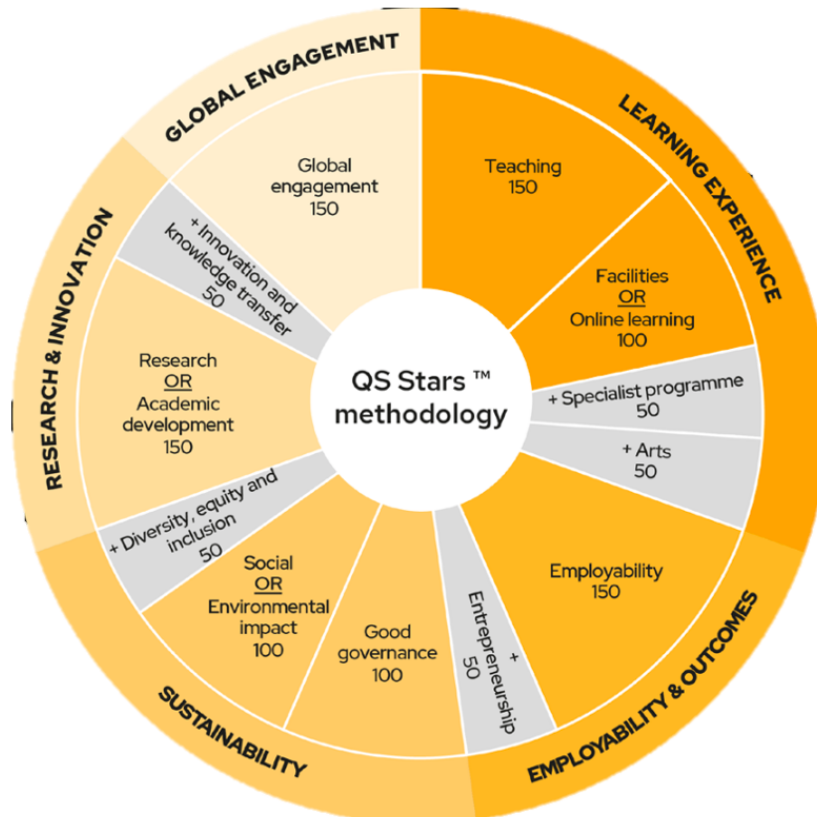 GLOBAL ENGAGEMENT
LEARNING EXPERIENCE
RESEARCH & INNOVATION
SUSTAINABILITY
EMPLOYABILITY & OUTCOMES
QS Stars ™
methodology
Global
engagement
150
Teaching
150
Facilities
OR
Online learning
100
+ Specialist programme
50
+ Arts
50
Employability
150
+
Entrepreneurship
50
Good
governance
100
Social
OR
Environmental
impact
100
+ Diversity, equity and
inclusion
50
Research
OR
Academic
development
150
+ Innovation and
knowledge transfer
50